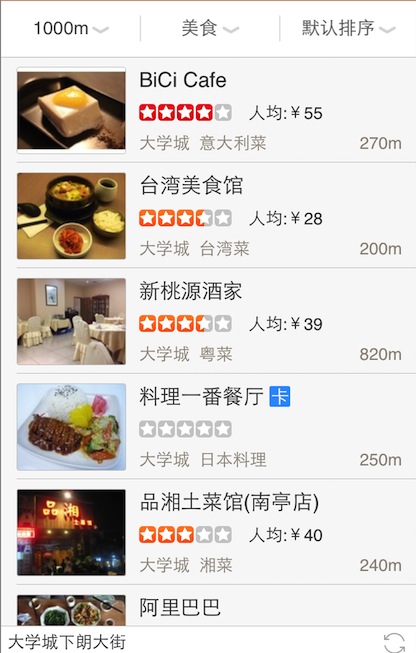 1000m 美食 默认排序
BiCi Cafe
人均:¥55
大学城 意大利菜 270m
台湾美食馆
人均:¥28
大学城 台湾菜 200m
新桃源酒家
人均:¥39
大学城 粤菜 820m
料理一番餐厅 卡
大学城 日本料理 250m
品湘土菜馆(南亭店)
人均:¥40
大学城 湘菜 240m
品湘
阿里巴巴
大学城下朗大街